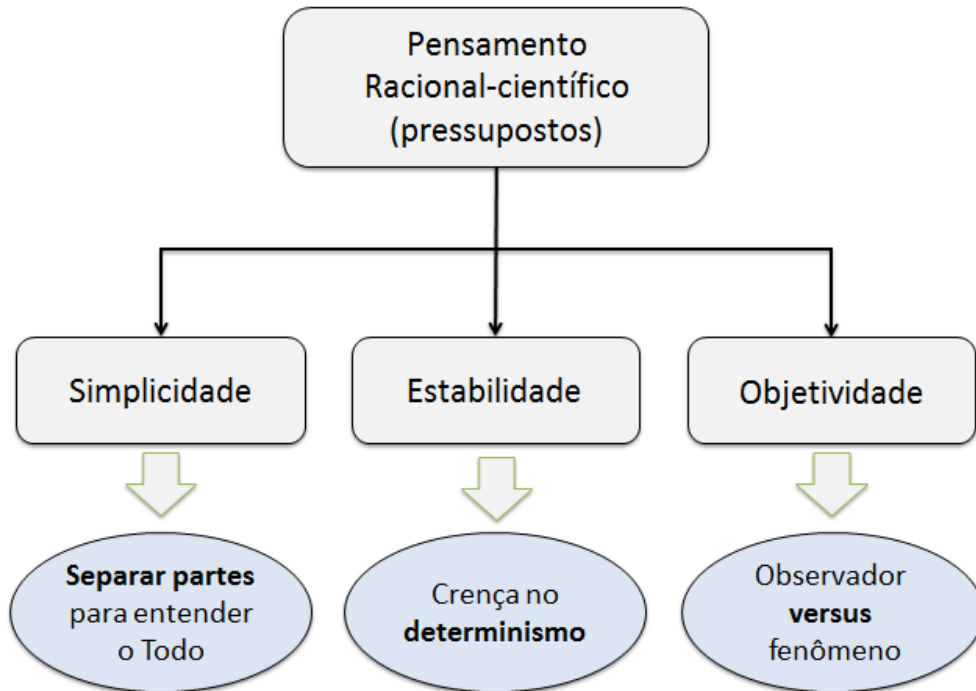 Pensamento
Racional-científico
(pressupostos)
Simplicidade
Estabilidade
Objetividade
Separar partes
para entender
o Todo
Crença no
determinismo
Observador
versus
fenômeno